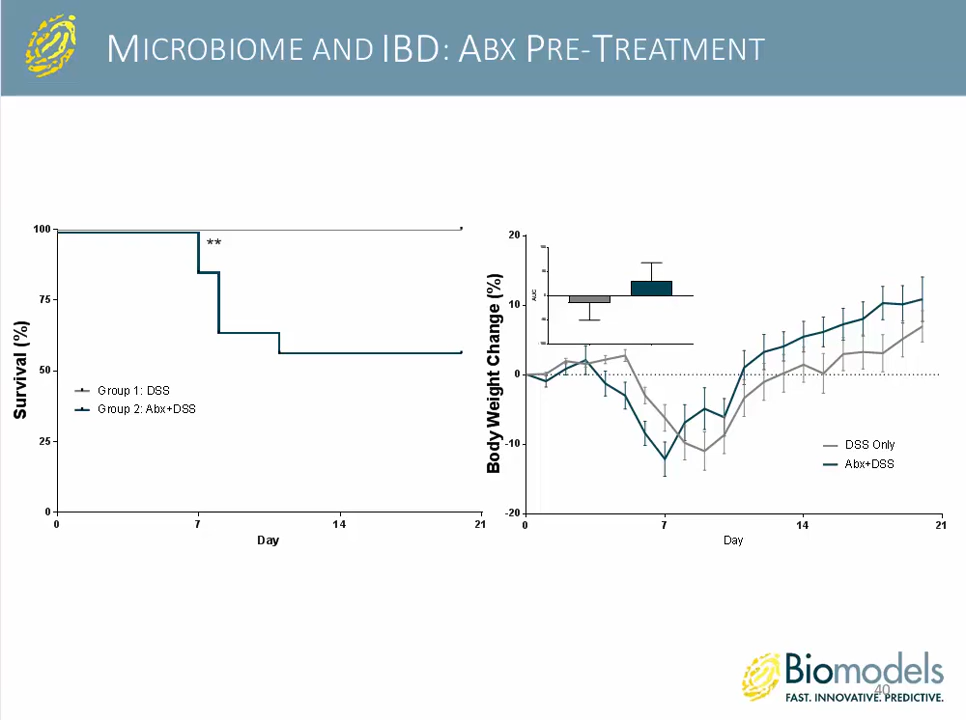 MICROBIOME AND IBD: ABX PRE-TREATMENT
100
75
50
25
0
0
7
14
21
Survival (%)
Day
**
Group 1: DSS
Group 2: Abx+DSS
20
10
0
-10
-20
0
7
14
21
Body Weight Change (%)
Day
AUC
DSS Only
Abx+DSS
Biomodels
FAST. INNOVATIVE. PREDICTIVE.
40